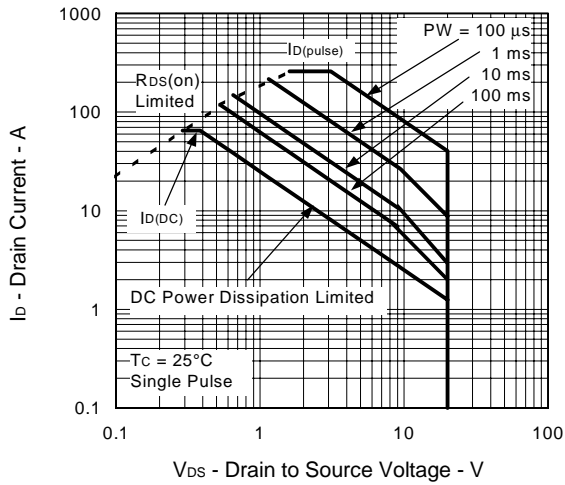 1000
100
10
1
0.1
ID - Drain Current - A
ID(pulse)
PW = 100 µs
1 ms
10 ms
100 ms
RDS(on)
Limited
ID(DC)
DC Power Dissipation Limited
TC = 25°C
Single Pulse
0.1
1
10
100
VDS - Drain to Source Voltage - V